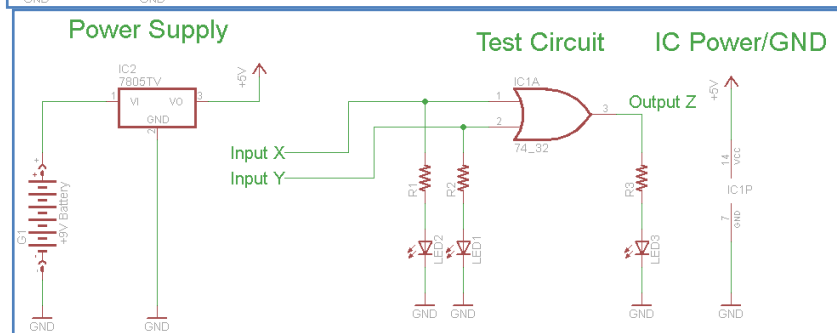 GND GND
Power Supply
Test Circuit
IC Power/GND
IC2
7805TV
1 VI VO 3
GND
2
+5V
+
+
G1
+9V Battery
-
-
GND
GND
Input X
Input Y
IC1A
1
2
3
74_32
Output Z
R1
R2
R3
LED2
LED1
LED3
GND
GND
GND
+5V
14
VCC
IC1P
7
GND
GND